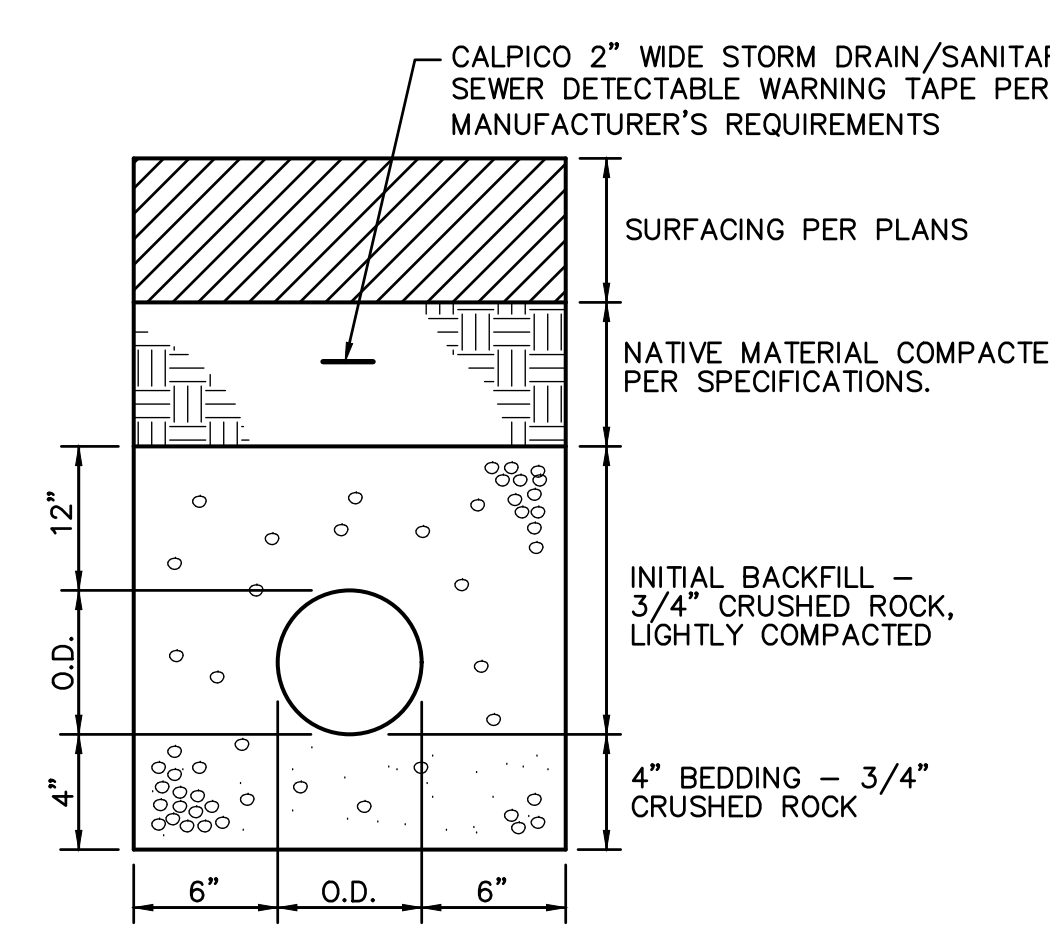 CALPICO 2” WIDE STORM DRAIN/SANITAR
SEWER DETECTABLE WARNING TAPE PER
MANUFACTURER'S REQUIREMENTS
SURFACING PER PLANS
NATIVE MATERIAL COMPACTE
PER SPECIFICATIONS.
12”
INITIAL BACKFILL –
3/4” CRUSHED ROCK,
LIGHTLY COMPACTED
O.D.
4”
4” BEDDING – 3/4”
CRUSHED ROCK
6” O.D. 6”